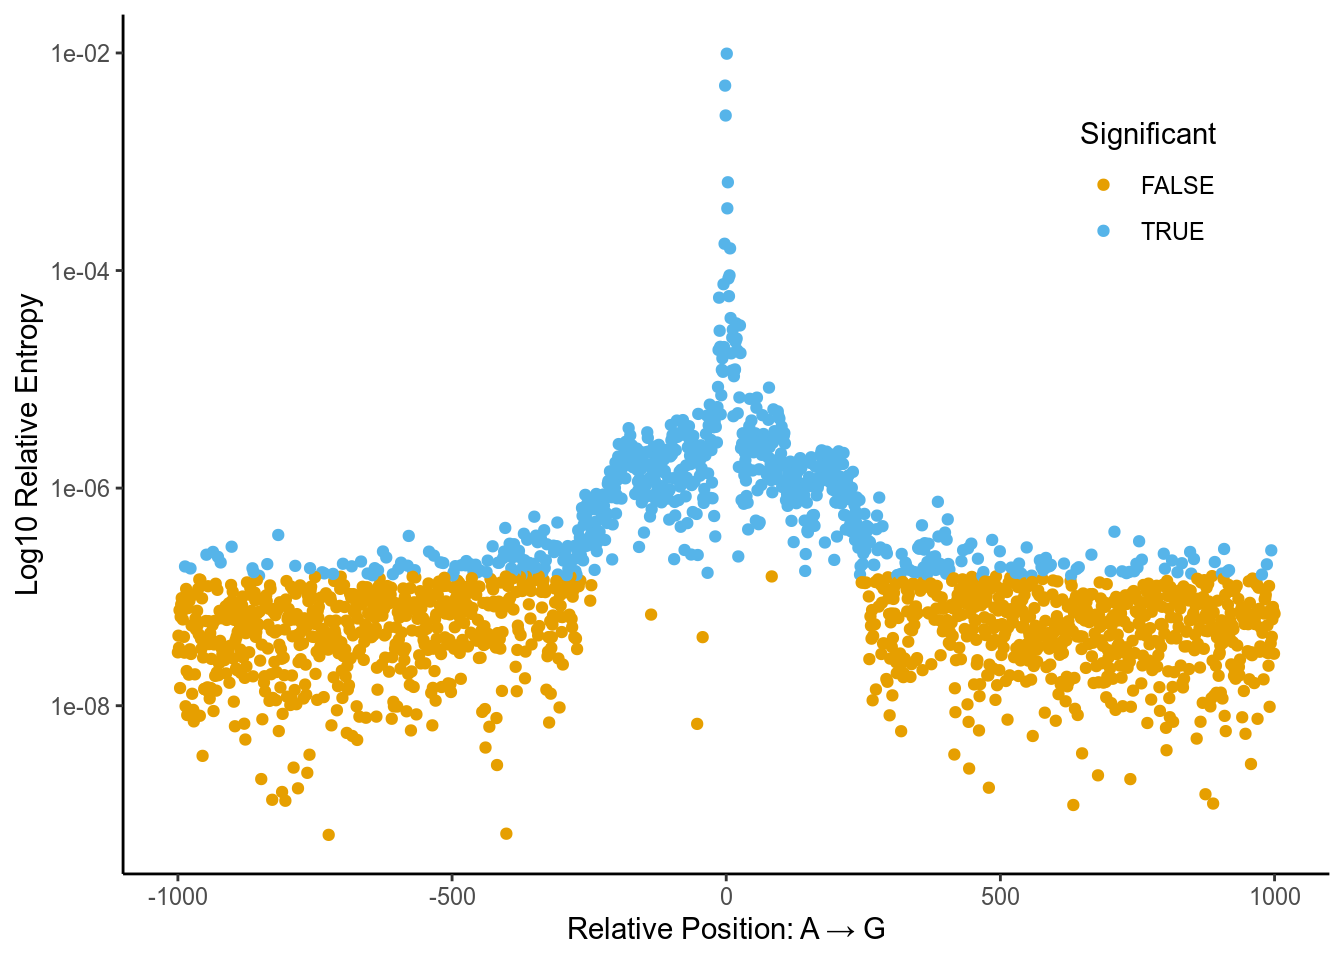 1e-02
1e-04
1e-06
1e-08
Log10 Relative Entropy
Significant
FALSE
TRUE
-1000
-500
0
500
1000
Relative Position: A → G